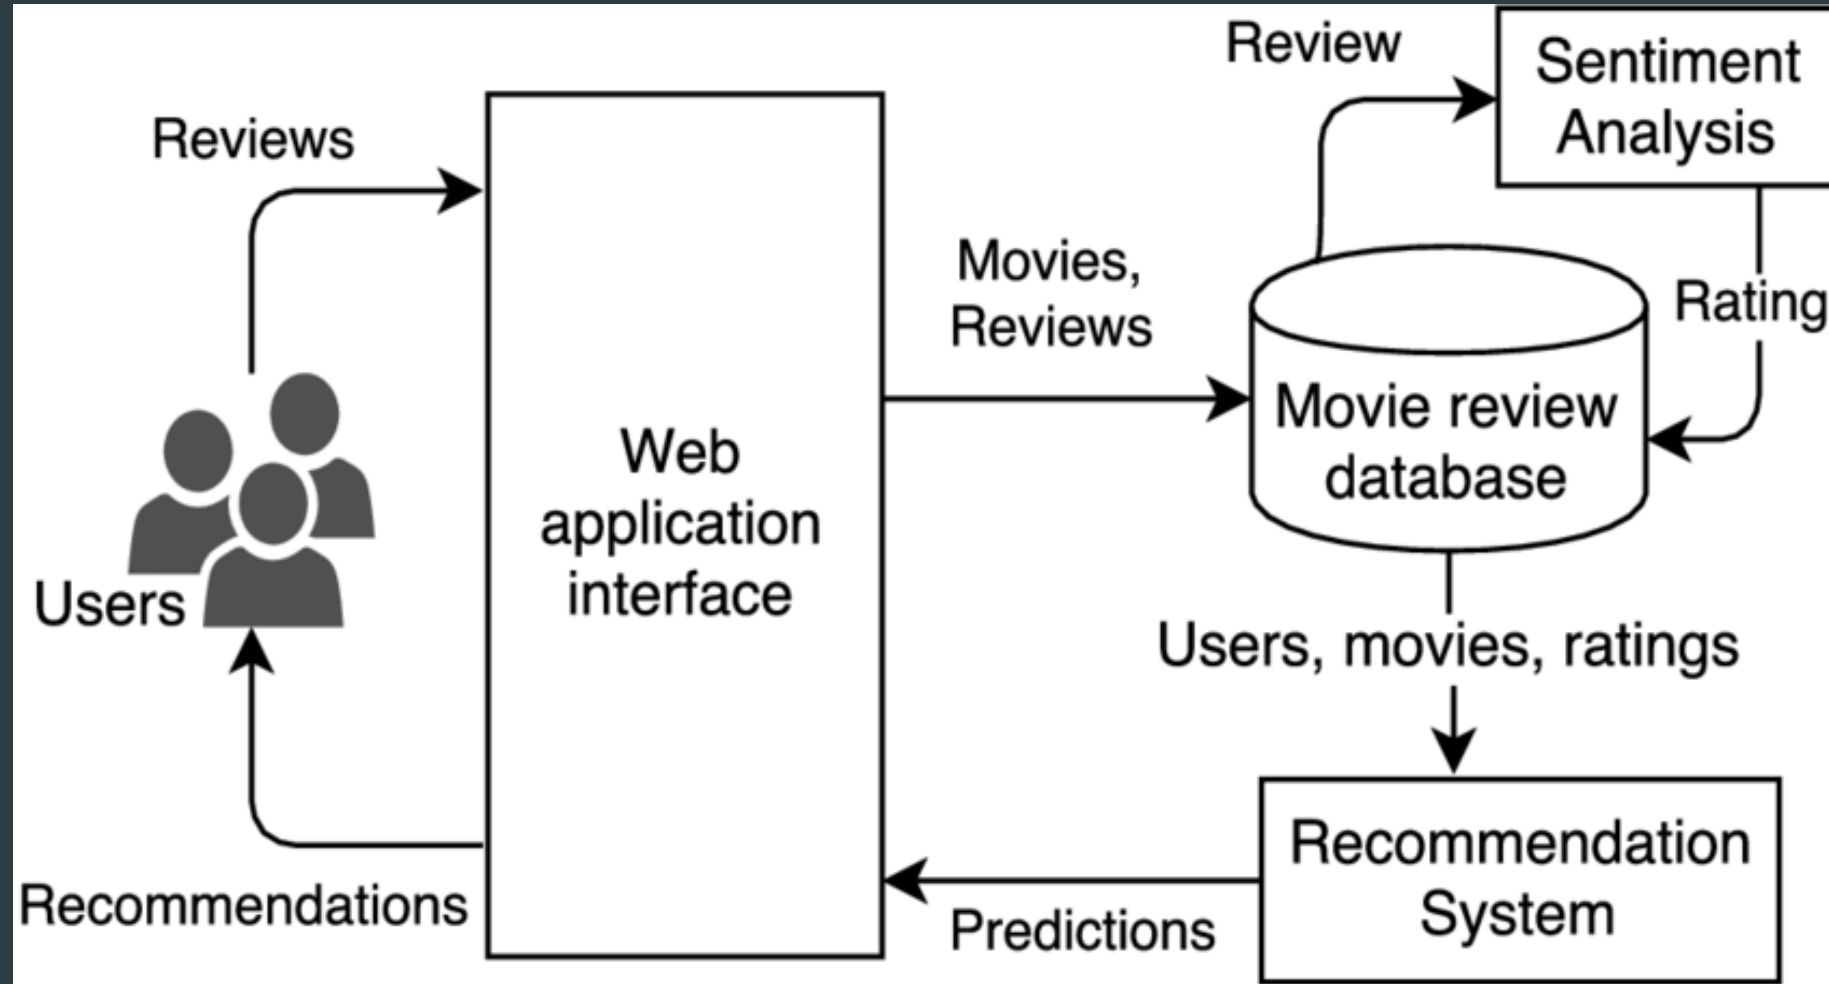 Review
Sentiment
Analysis
Reviews
Movies,
Reviews
Rating
Movie review
database
Web
application
interface
Users
Users, movies, ratings
Recommendation
System
Recommendations
Predictions